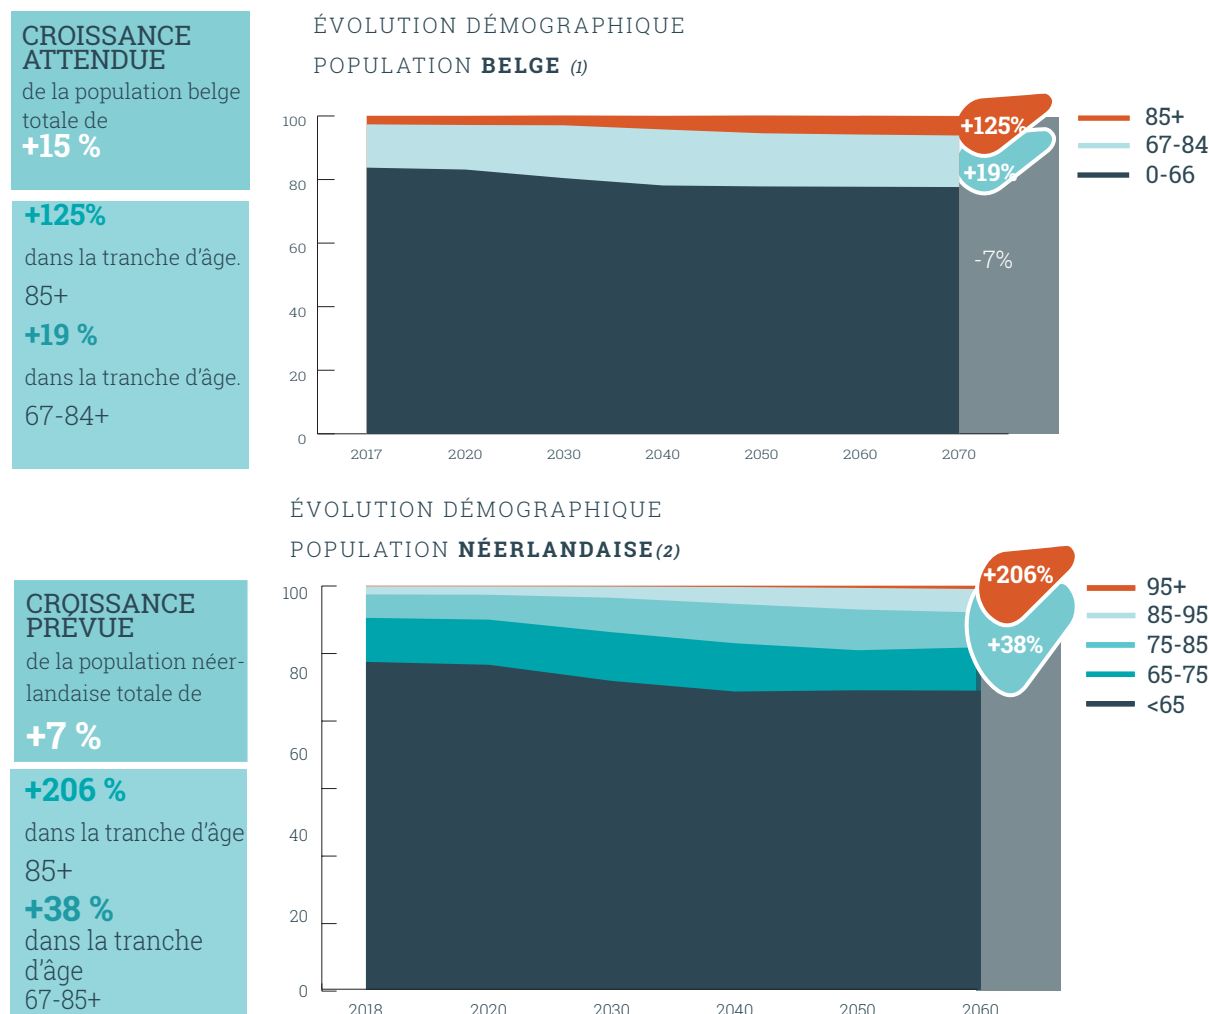 CROISSANCE
ATTENDUE
de la population belge
totale de
+15 %
+125%
dans la tranche d'âge.
85+
+19 %
dans la tranche d'âge.
67-84+
ÉVOLUTION DÉMOGRAPHIQUE
POPULATION BELGE (1)
100
80
60
40
20
0
2017 2020 2030 2040 2050 2060 2070
+125%
+19%
-7%
85+
67-84
0-66
ÉVOLUTION DÉMOGRAPHIQUE
POPULATION NÉERLANDAISE(2)
CROISSANCE
PRÉVUE
de la population néer-
landaise totale de
+7 %
+206 %
dans la tranche d'âge
85+
+38 %
dans la tranche
d'âge
67-85+
100
80
60
40
20
0
2018 2020 2030 2040 2050 2060
+206%
+38%
95+
85-95
75-85
65-75
<65